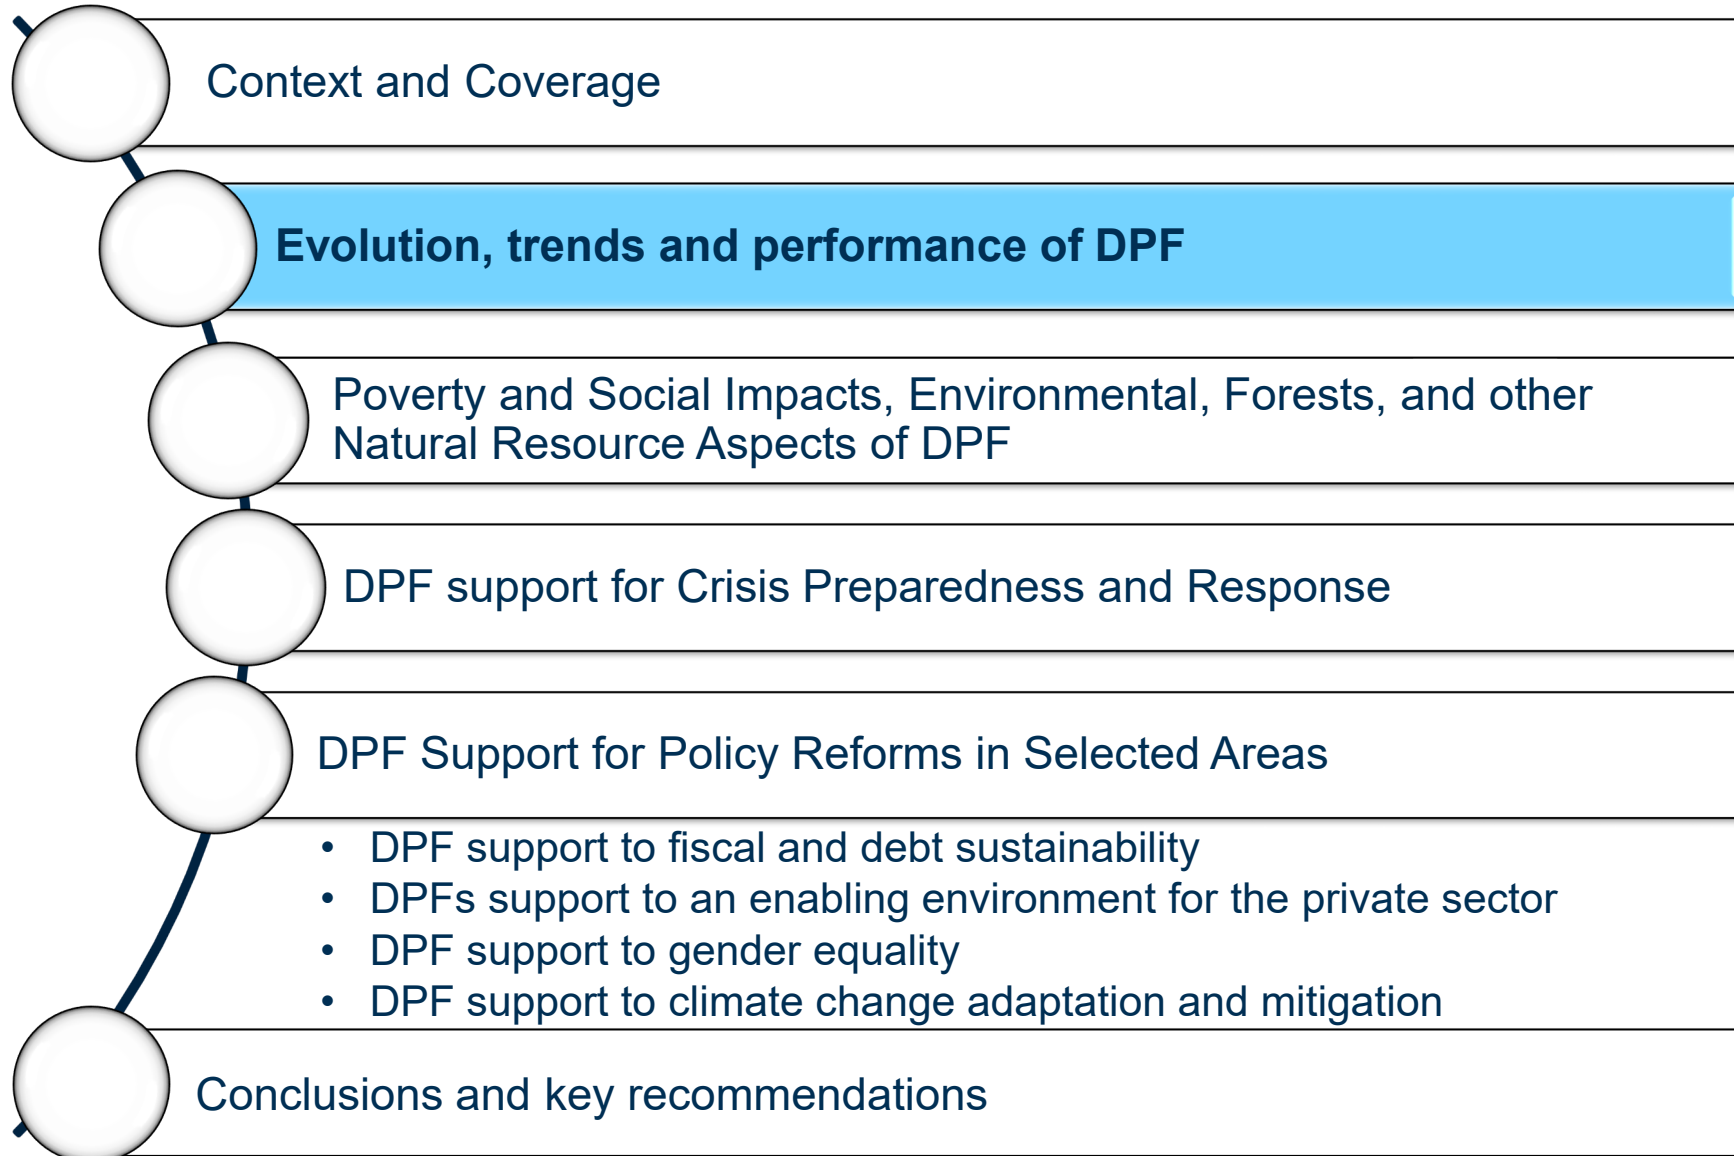 Context and Coverage
Evolution, trends and performance of DPF
Poverty and Social Impacts, Environmental, Forests, and other
Natural Resource Aspects of DPF
DPF support for Crisis Preparedness and Response
DPF Support for Policy Reforms in Selected Areas
• DPF support to fiscal and debt sustainability
• DPFs support to an enabling environment for the private sector
• DPF support to gender equality
• DPF support to climate change adaptation and mitigation
Conclusions and key recommendations